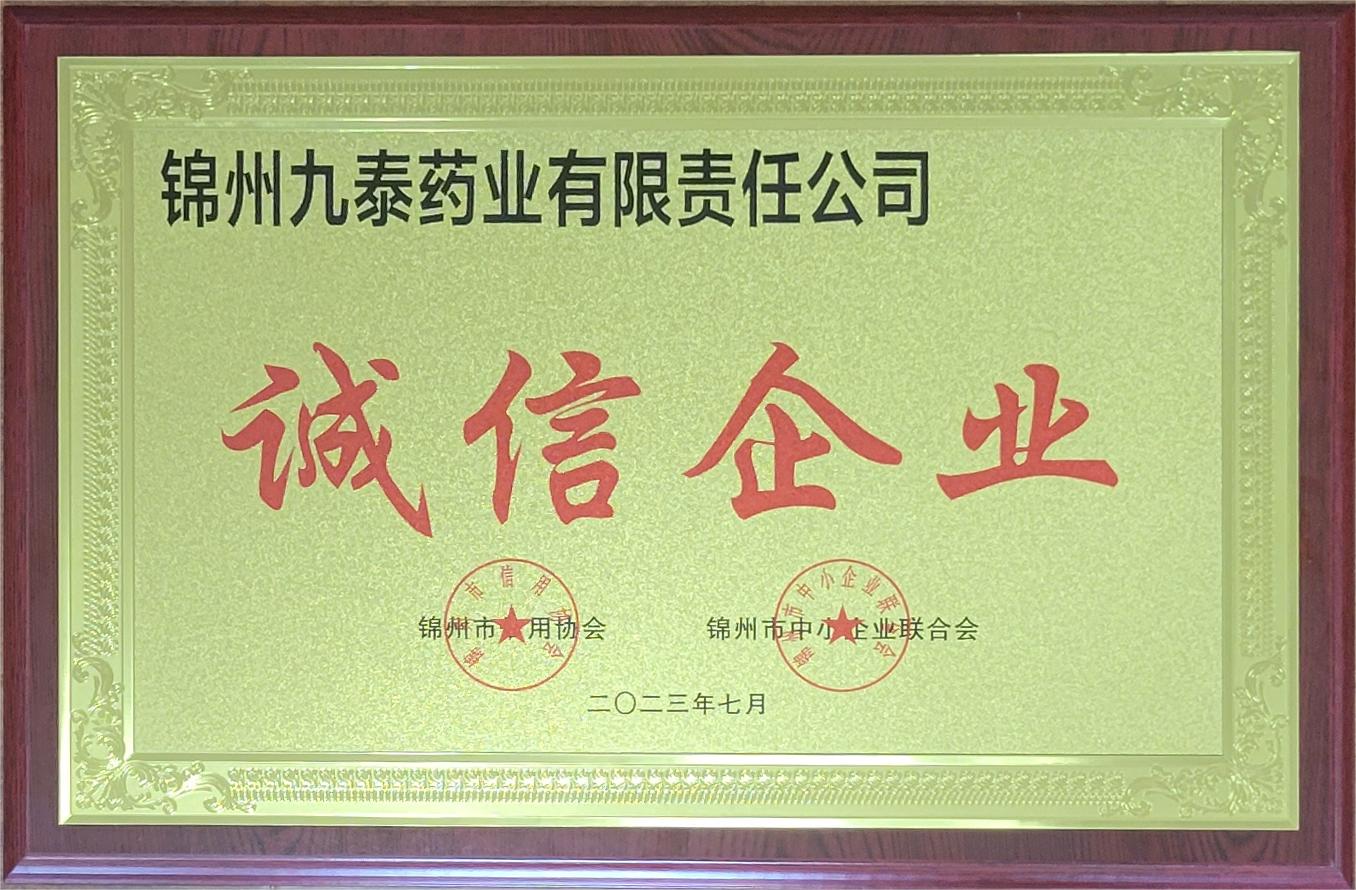 锦州九泰药业有限责任公司
诚信企业
锦州市信用协会 锦州市中小企业联合会
二〇二三年七月